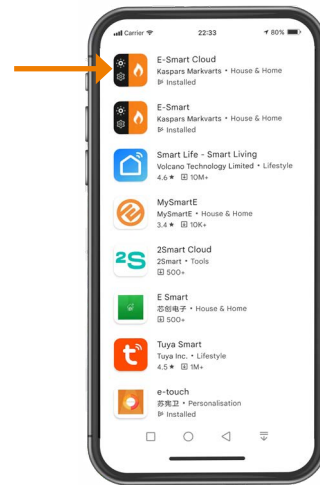 Carrier 22:33 80%
E-Smart Cloud
Kaspars Markvarts • House & Home
Installed
E-Smart
Kaspars Markvarts • House & Home
Installed
Smart Life - Smart Living
Volcano Technology Limited • Lifestyle
4.6 ★ 10M+
MySmartE
MySmartE • House & Home
3.4 ★ 10K+
2S
2Smart Cloud
2Smart • Tools
500+
E Smart
芯创电子 • House & Home
500+
Tuya Smart
Tuya Inc. • Lifestyle
4.5 ★ 1M+
e-touch
苏宪卫 • Personalisation
Installed